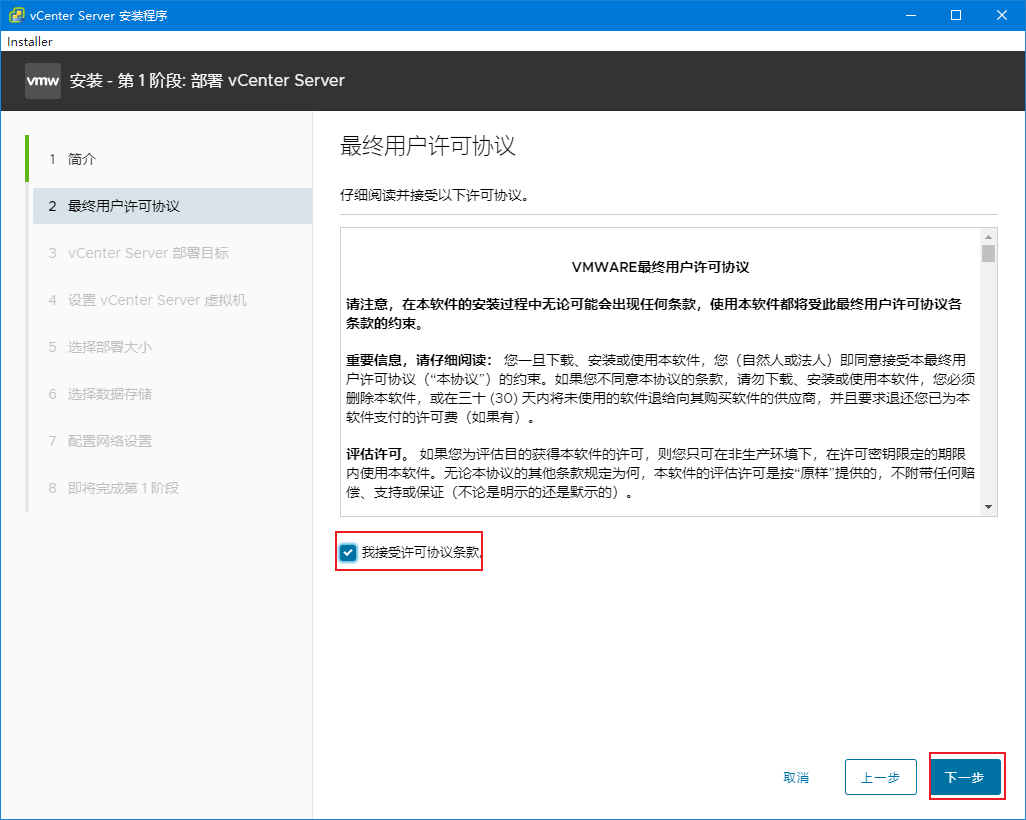 vCenter Server 安装程序
Installer
vmw 安装 - 第 1 阶段: 部署 vCenter Server
1 简介
2 最终用户许可协议
3 vCenter Server 部署目标
4 设置 vCenter Server 虚拟机
5 选择部署大小
6 选择数据存储
7 配置网络设置
8 即将完成第 1 阶段
最终用户许可协议
仔细阅读并接受以下许可协议。
VMWARE最终用户许可协议
请注意，在本软件的安装过程中无论可能会出现任何条款，使用本软件都将受此最终用户许可协议各
条款的约束。
重要信息，请仔细阅读： 您一旦下载、安装或使用本软件，您（自然人或法人）即同意接受本最终用
户许可协议（“本协议”）的约束。如果您不同意本协议的条款，请勿下载、安装或使用本软件，您必须
删除本软件，或在三十 (30) 天内将未使用的软件退给向其购买软件的供应商，并且要求退还您已为本
软件支付的许可费（如果有）。
评估许可。 如果您为评估目的获得本软件的许可，则您只可在非生产环境下，在许可密钥限定的期限
内使用本软件。无论本协议的其他条款规定为何，本软件的评估许可是按“原样”提供的，不附带任何赔
偿、支持或保证（不论是明示的还是默示的）。
我接受许可协议条款。
取消
上一步
下一步